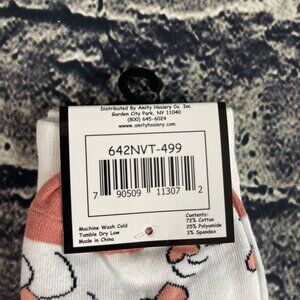 Distributed By Amity Hosiery Co. Inc
Garden City Park, NY 11040
(800) 645-6024
www.amityhosiery.com
642NVT-499
7 90509 11307 2
Machine Wash Cold
Tumble Dry Low
Made in China
Contents:
72% Cotton
25% Polyamide
3% Spandex